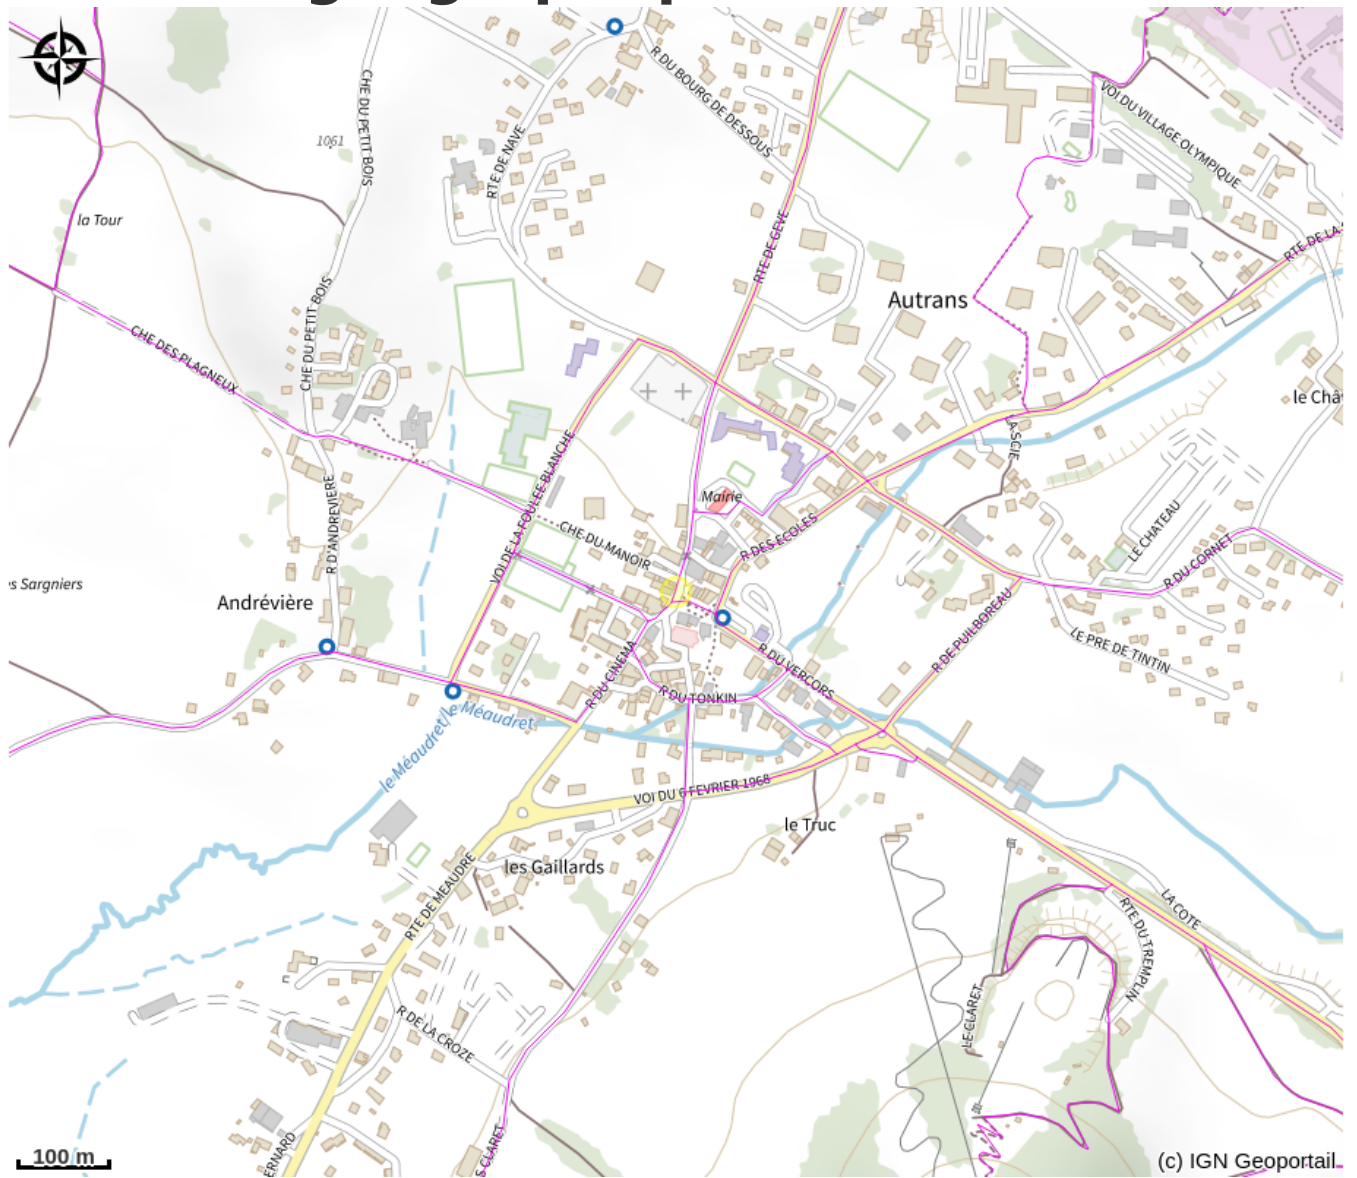 R DU BOURG DE DESSOUS
CHE DU PETIT BOIS
VOI DU VILLAGE OLYMPIQUE
1061
RTE DE NAVE
la Tour
RTE DE GEVE
RTE DE LA
Autrans
CHE DU PETIT BOIS
CHE DES PLAGNEUX
le Châ
LA SCIE
VOI DE LA FOULEE BLANCHE
Mairie
R D'ANDREVIERE
CHE DU MANOIR
R DES ECOLES
LE CHATEAU
R DU CORNET
s Sargniers
Andrévière
R DE PUILBOREAU
LE PRE DE TINTIN
R DU CINEMA
R DU VERCORS
R DU TONKIN
le Méaudret
le Méaudret
VOI DU 6 FEVRIER 1968
le Truc
les Gaillards
RTE DE MEAUDRE
LA COTE
RTE DU TREMPLIN
LE CLARET
R DE LA CROZE
ERNARD
S CLARET
100 m
(c) IGN Geoportail